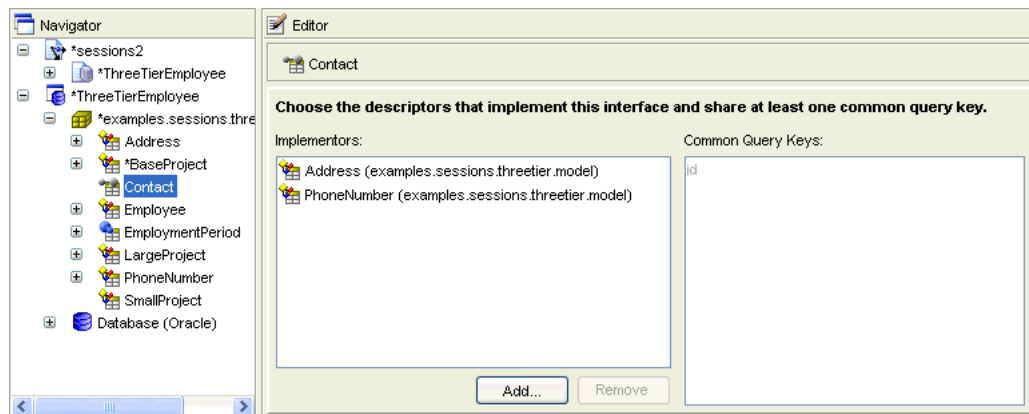 Navigator
*sessions2
*ThreeTierEmployee
*ThreeTierEmployee
*examples.sessions.thre
Address
*BaseProject
Contact
Employee
EmploymentPeriod
LargeProject
PhoneNumber
SmallProject
Database (Oracle)
Editor
Contact
Choose the descriptors that implement this interface and share at least one common query key.
Implementors:
Address (examples.sessions.threetier.model)
PhoneNumber (examples.sessions.threetier.model)
Add...
Remove
Common Query Keys:
id